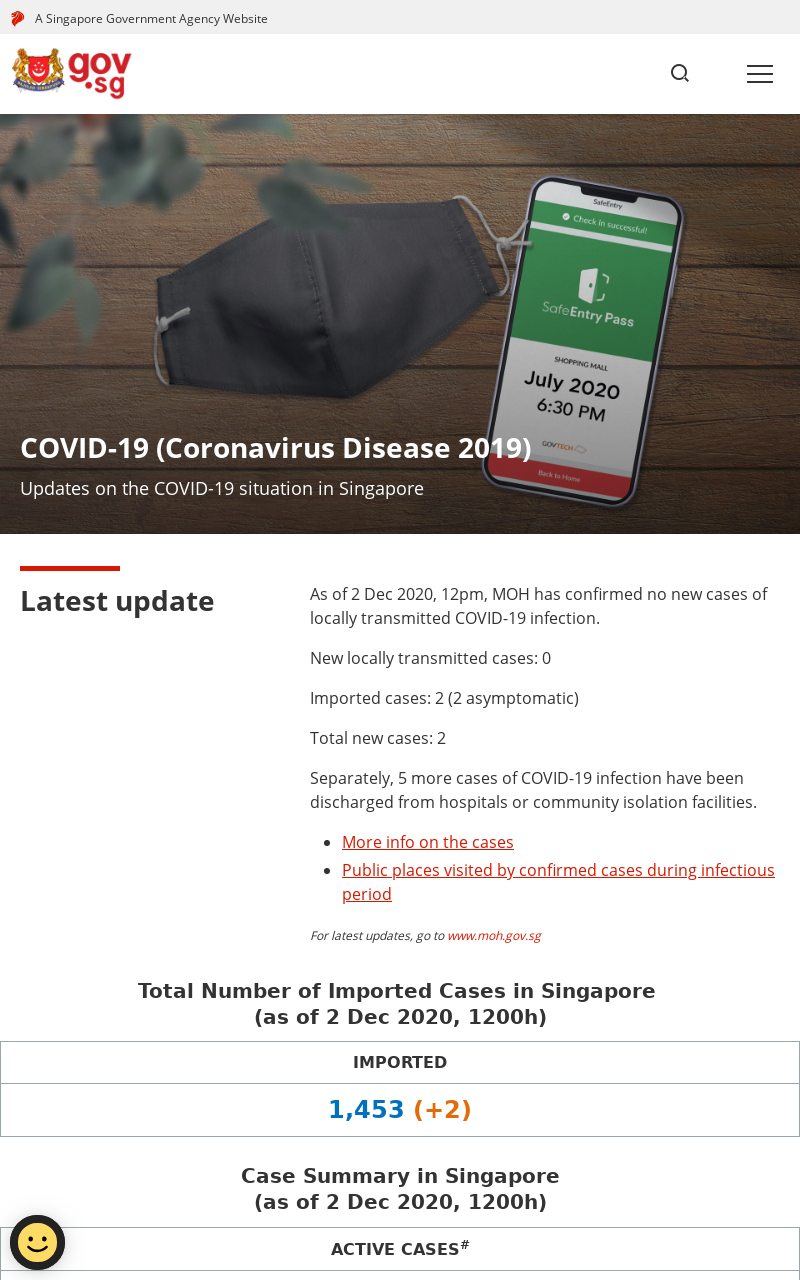 A Singapore Government Agency Website
gov
.sg
SafeEntry
Check in successful!
SafeEntry Pass
SHOPPING MALL
July 2020
6:30 PM
GOVTECH
Back to Home
COVID-19 (Coronavirus Disease 2019)
Updates on the COVID-19 situation in Singapore
Latest update
As of 2 Dec 2020, 12pm, MOH has confirmed no new cases of
locally transmitted COVID-19 infection.
New locally transmitted cases: 0
Imported cases: 2 (2 asymptomatic)
Total new cases: 2
Separately, 5 more cases of COVID-19 infection have been
discharged from hospitals or community isolation facilities.
More info on the cases
Public places visited by confirmed cases during infectious
period
For latest updates, go to www.moh.gov.sg
Total Number of Imported Cases in Singapore
(as of 2 Dec 2020, 1200h)
IMPORTED
1,453 (+2)
Case Summary in Singapore
(as of 2 Dec 2020, 1200h)
ACTIVE CASES#